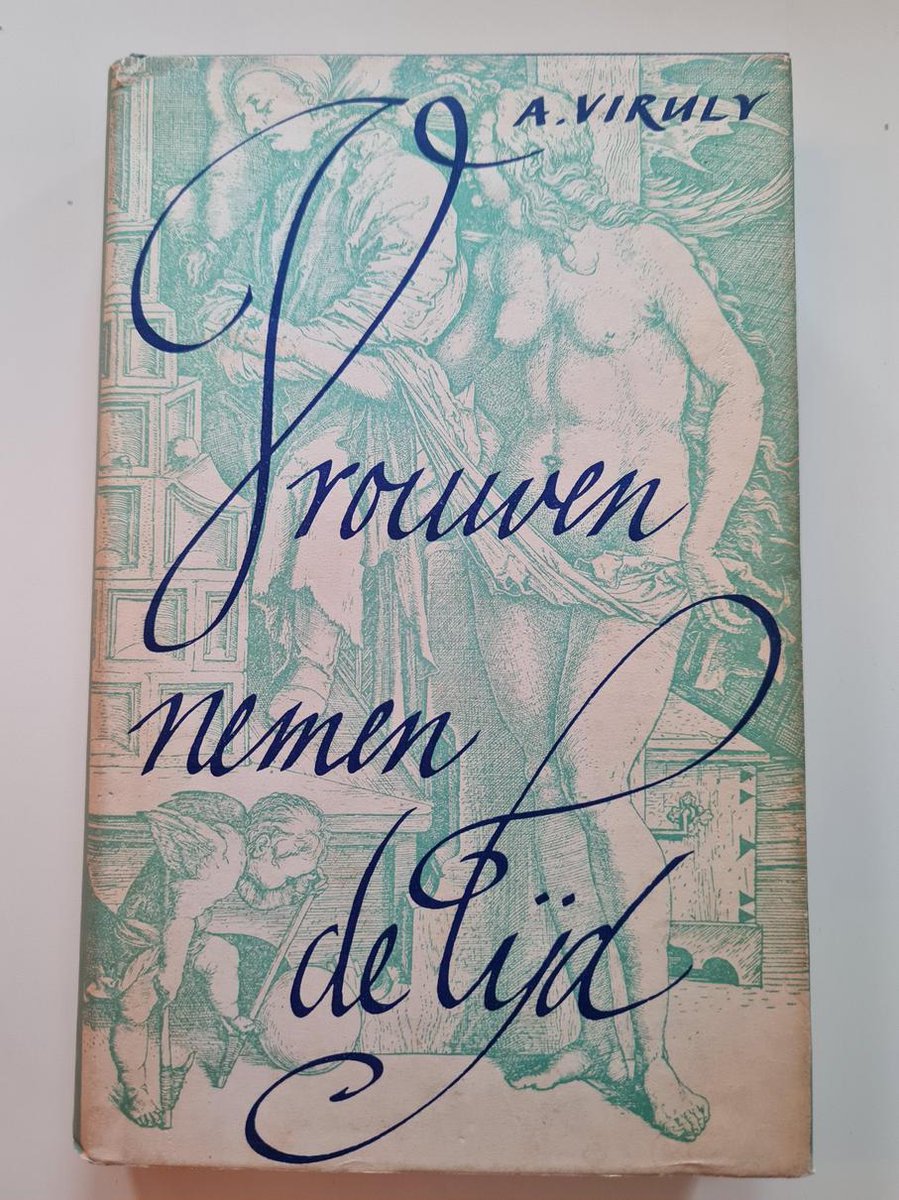 A. VIRULY
Vrouwen
nemen
de tijd